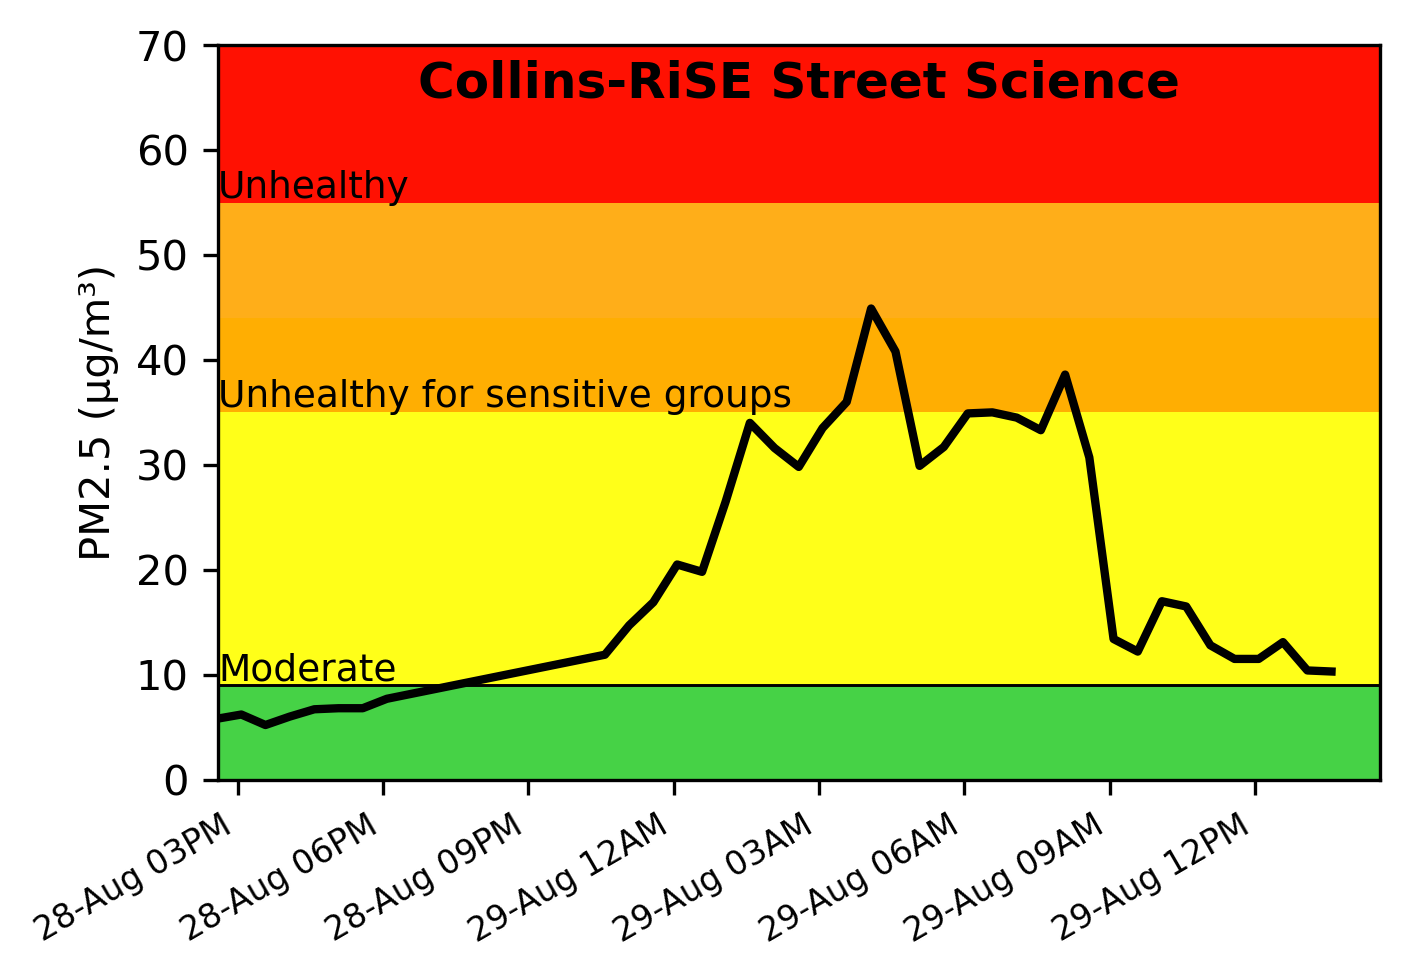 Collins-RiSE Street Science
70
60
Unhealthy
50
40
Unhealthy for sensitive groups
30
20
Moderate
10
0
PM2.5 (µg/m³)
28-Aug 03PM
28-Aug 06PM
28-Aug 09PM
29-Aug 12AM
29-Aug 03AM
29-Aug 06AM
29-Aug 09AM
29-Aug 12PM